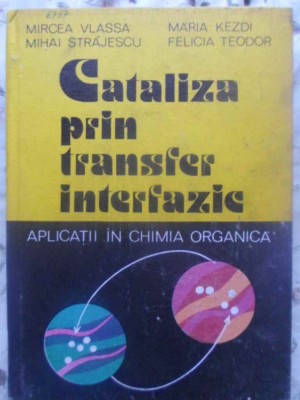 MIRCEA VLASSA MARIA KEZDI
MIHAI STRĂJESCU FELICIA TEODOR
Cataliza
prin
transfer
interfazic
APLICAȚII ÎN CHIMIA ORGANICĂ